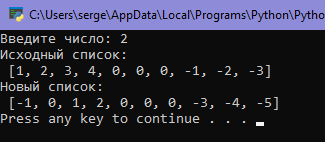 C:\Users\serge\AppData\Local\Programs\Python\Pytho
Введите число: 2
Исходный список:
[1, 2, 3, 4, 0, 0, 0, -1, -2, -3]
Новый список:
[-1, 0, 1, 2, 0, 0, 0, -3, -4, -5]
Press any key to continue . . .